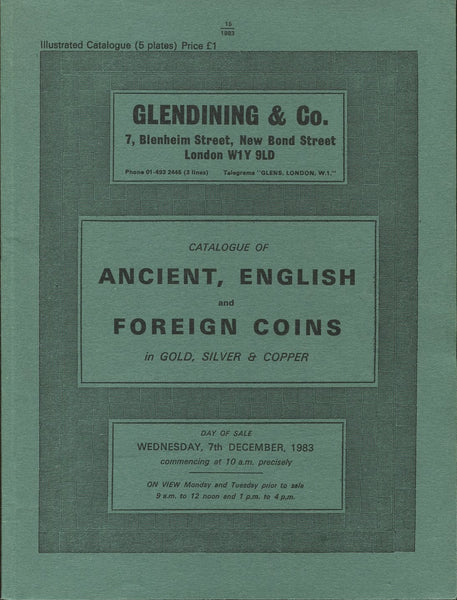 15
1983
Illustrated Catalogue (5 plates) Price £1
GLENDINING & Co.
7, Blenheim Street, New Bond Street
London W1Y 9LD
Phone 01-493 2445 (3 lines) Telegrams "GLENS, LONDON, W.1."
CATALOGUE OF
ANCIENT, ENGLISH
and
FOREIGN COINS
in GOLD, SILVER & COPPER
DAY OF SALE
WEDNESDAY, 7th DECEMBER, 1983
commencing at 10 a.m. precisely
ON VIEW Monday and Tuesday prior to sale
9 a.m. to 12 noon and 1 p.m. to 4 p.m.